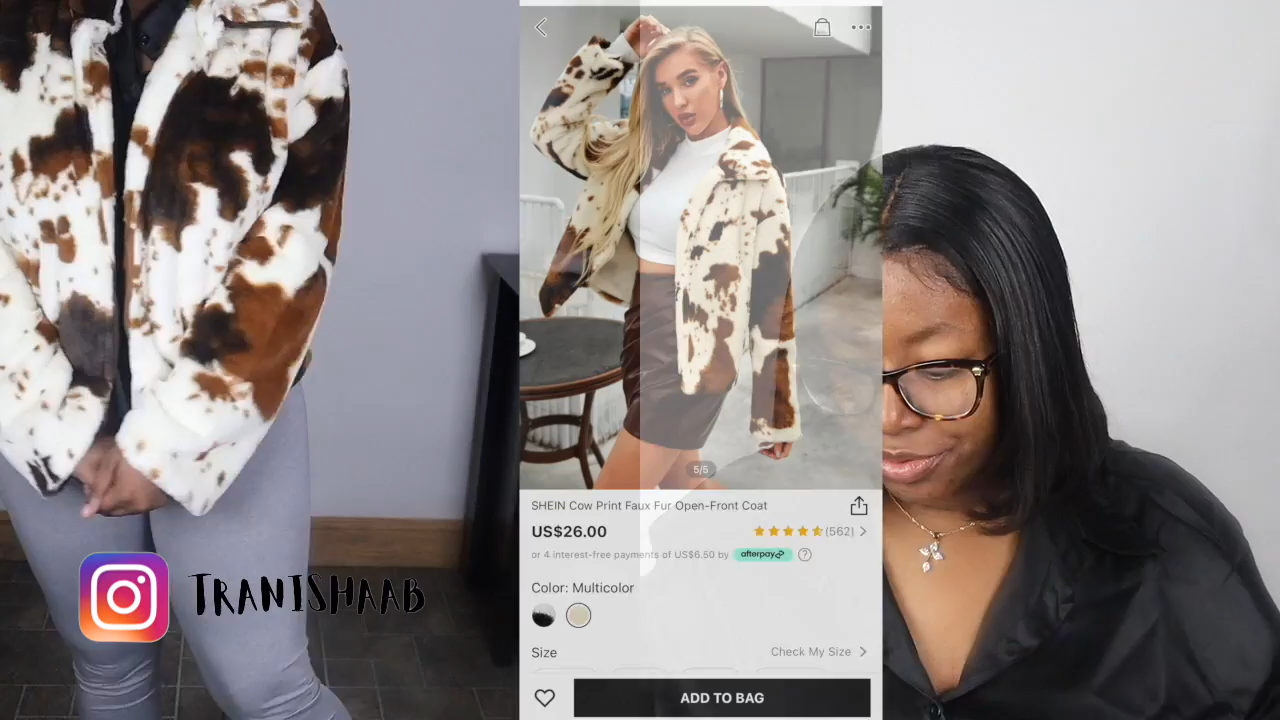 5/5
SHEIN Cow Print Faux Fur Open-Front Coat
US$26.00
(562)
or 4 interest-free payments of US$6.50 by afterpay
?
Color: Multicolor
Size
Check My Size
ADD TO BAG
TRANISHAAB